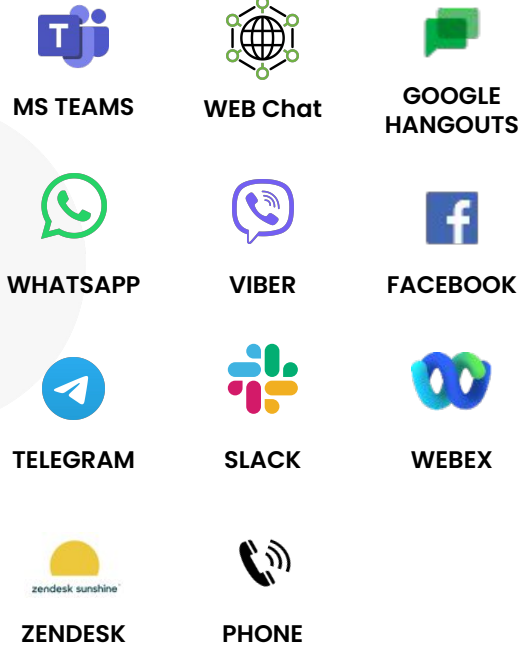 T
MS TEAMS
WEB Chat
GOOGLE
HANGOUTS
WHATSAPP
VIBER
f
FACEBOOK
TELEGRAM
SLACK
WEBEX
zendesk sunshine
ZENDESK
PHONE